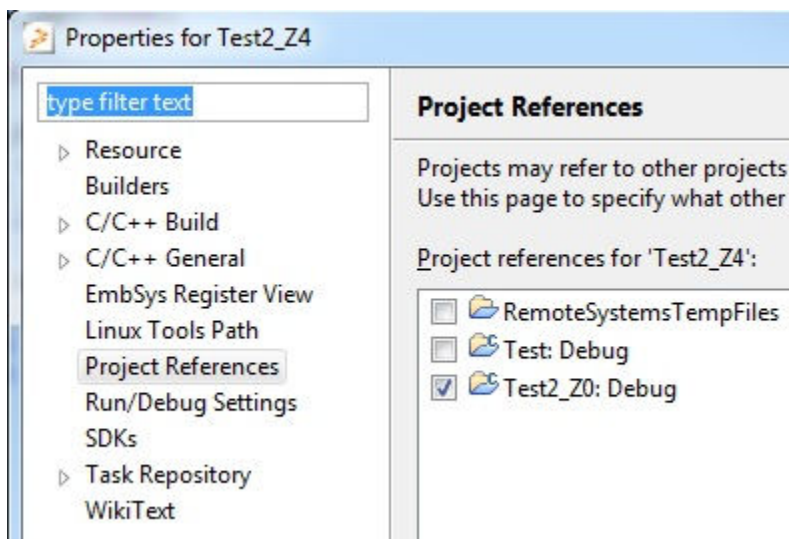 Properties for Test2_Z4
type filter text
Resource
Builders
C/C++ Build
C/C++ General
EmbSys Register View
Linux Tools Path
Project References
Run/Debug Settings
SDKs
Task Repository
WikiText
Project References
Projects may refer to other projects
Use this page to specify what other
Project references for 'Test2_Z4':
RemoteSystemsTempFiles
Test: Debug
Test2_Z0: Debug